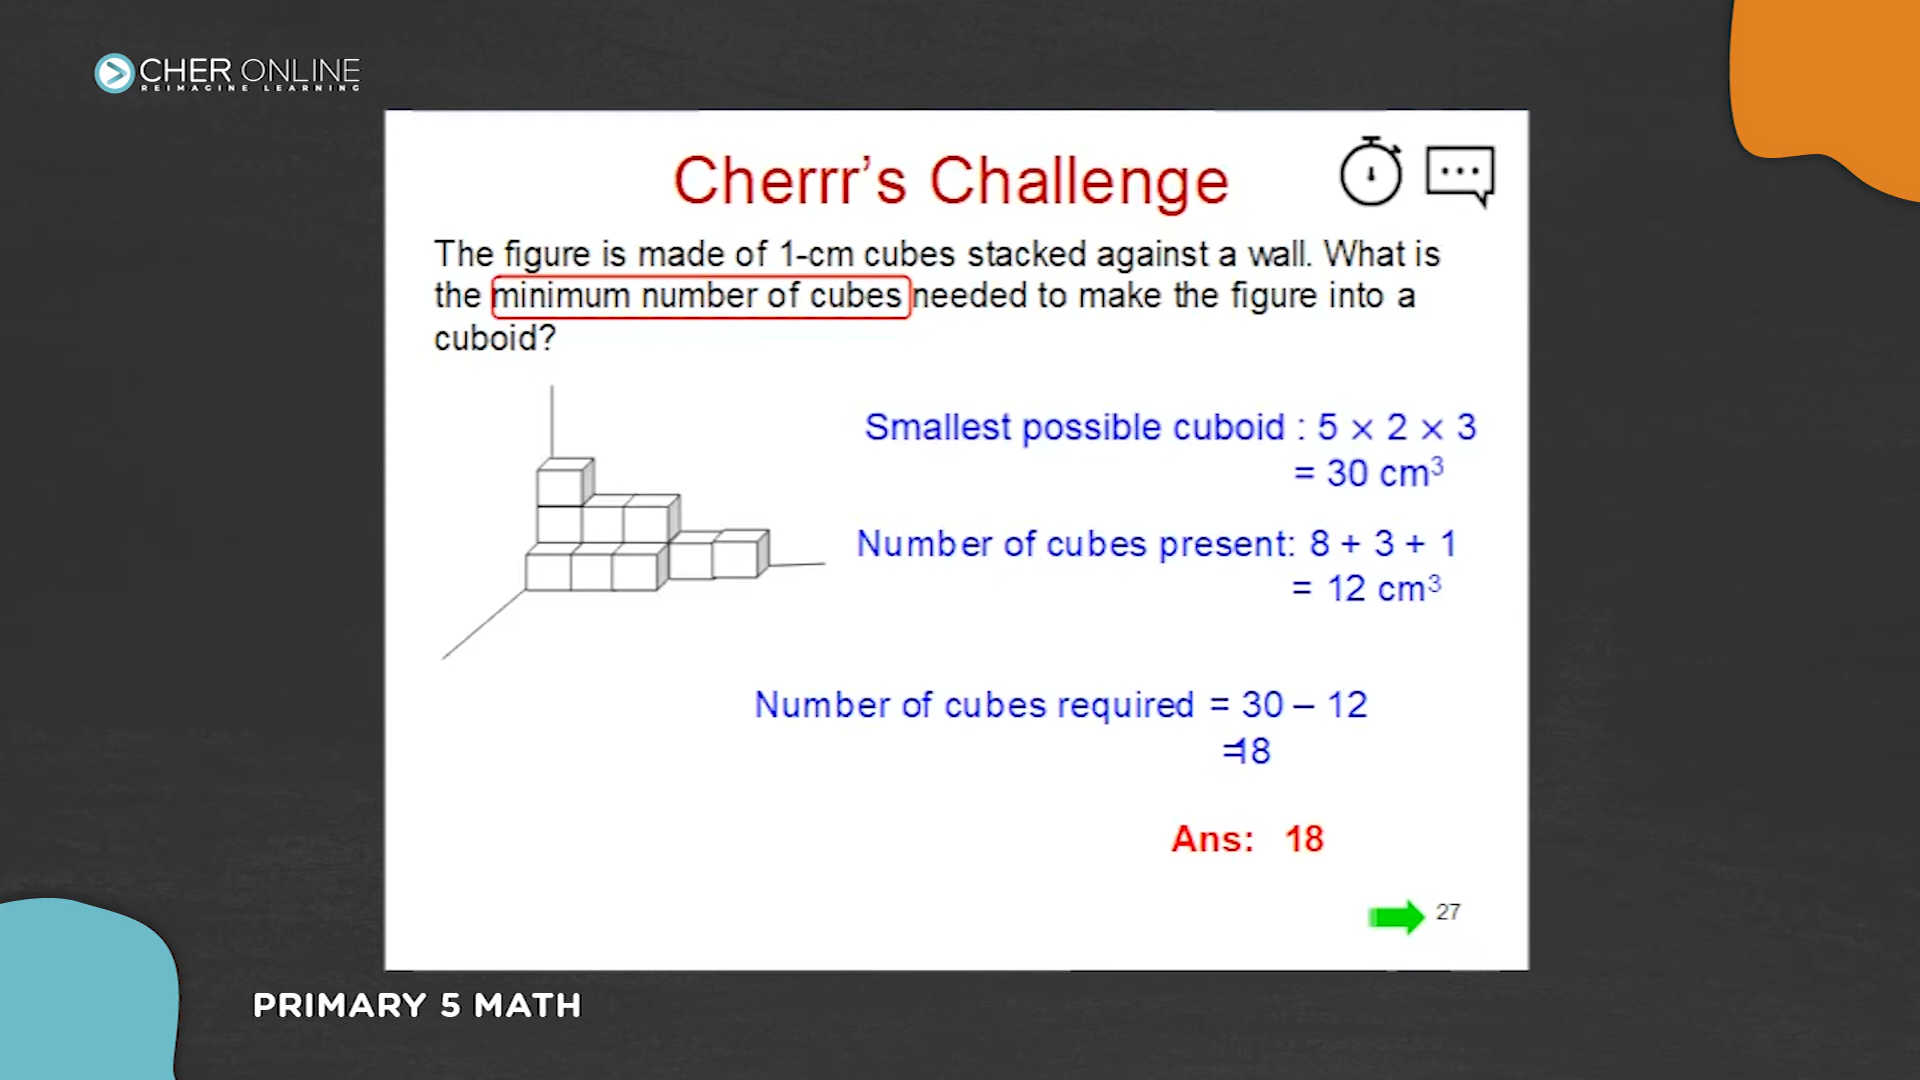 CHER ONLINE
REIMAGINE LEARNING
Cherrr's Challenge
The figure is made of 1-cm cubes stacked against a wall. What is
the minimum number of cubes needed to make the figure into a
cuboid?
Smallest possible cuboid : 5 × 2 × 3
= 30 cm³
Number of cubes present: 8 + 3 + 1
= 12 cm³
Number of cubes required = 30 – 12
=18
Ans: 18
27
PRIMARY 5 MATH